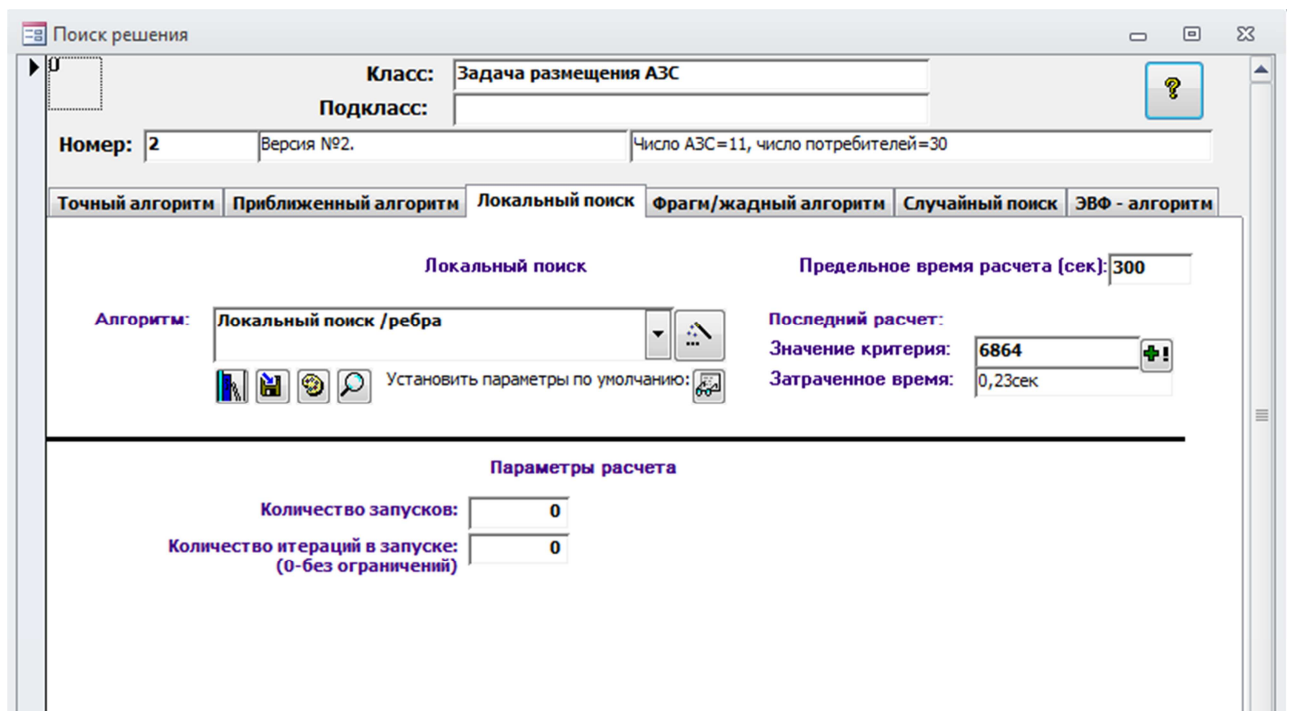 Поиск решения
Класс: Задача размещения АЗС
Подкласс:
Номер: 2 Версия №2. Число АЗС=11, число потребителей=30
Точный алгоритм Приближенный алгоритм Локальный поиск Фрагм/жадный алгоритм Случайный поиск ЭВФ - алгоритм
Локальный поиск Предельное время расчета (сек): 300
Алгоритм: Локальный поиск /ребра Последний расчет:
Значение критерия: 6864
Установить параметры по умолчанию: Затраченное время: 0,23сек
Параметры расчета
Количество запусков: 0
Количество итераций в запуске: 0
(0-без ограничений)